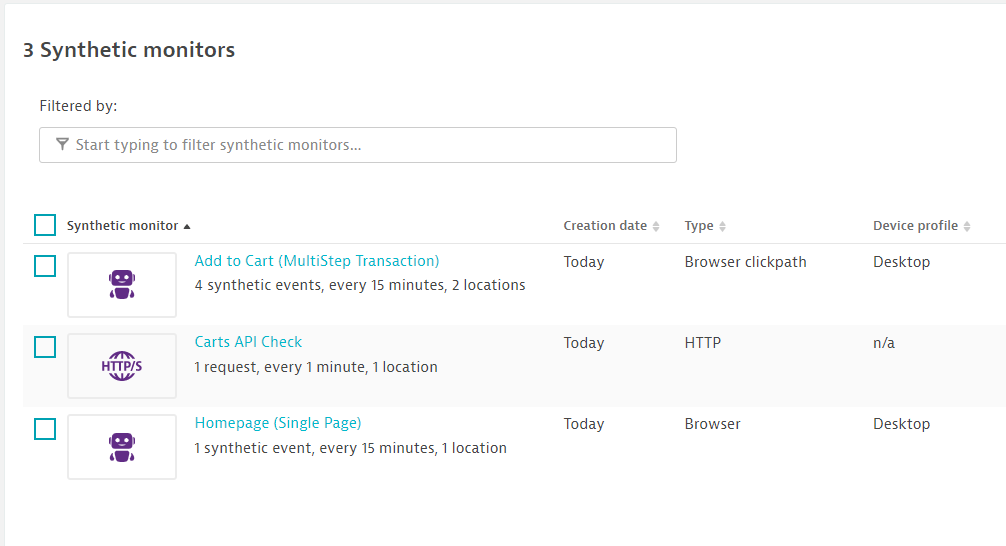 3 Synthetic monitors
Filtered by:
Start typing to filter synthetic monitors...
Synthetic monitor Creation date Type Device profile
Add to Cart (MultiStep Transaction) Today Browser clickpath Desktop
4 synthetic events, every 15 minutes, 2 locations
Carts API Check Today HTTP n/a
HTTP/S
1 request, every 1 minute, 1 location
Homepage (Single Page) Today Browser Desktop
1 synthetic event, every 15 minutes, 1 location